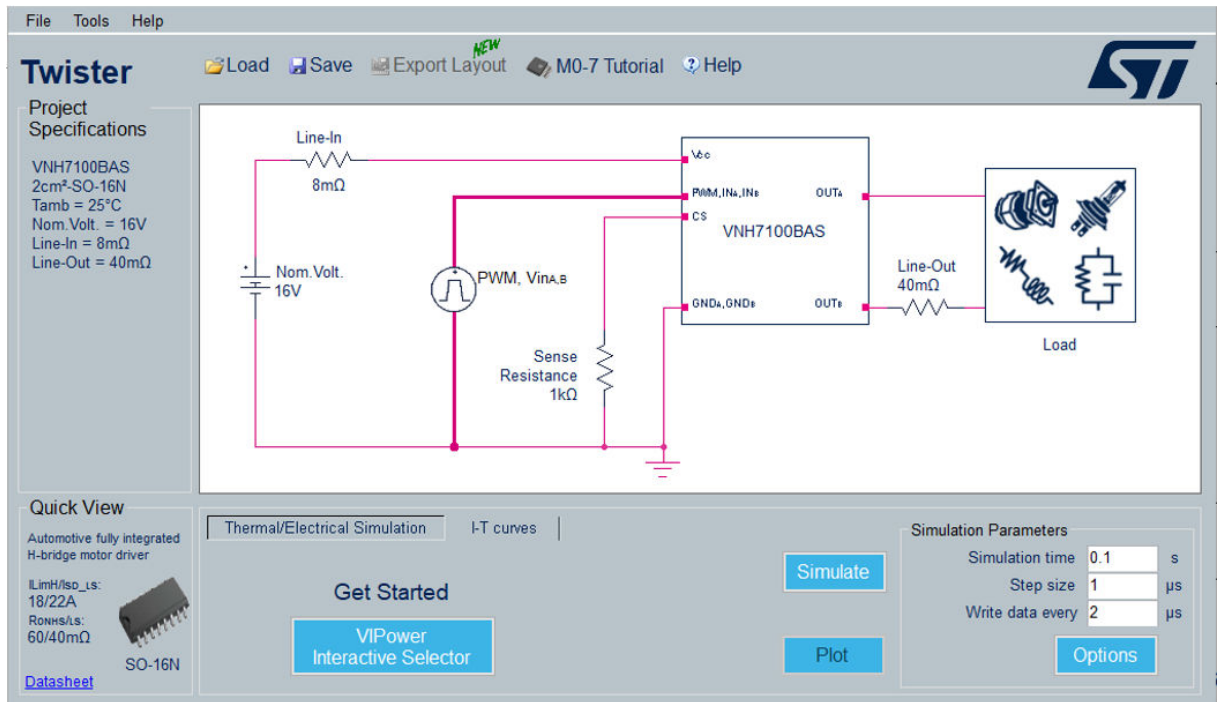 File Tools Help
Twister
Load Save Export Layout NEW M0-7 Tutorial Help
ST
Project
Specifications
VNH7100BAS
2cm²-SO-16N
Tamb = 25°C
Nom.Volt. = 16V
Line-In = 8mΩ
Line-Out = 40mΩ
Line-In
8mΩ
Nom.Volt.
16V
PWM, VinA,B
Sense
Resistance
1kΩ
Vcc
PWM,INA,INB OUTA
CS
VNH7100BAS
GNDA,GNDB OUTB
Line-Out
40mΩ
Load
Quick View
Automotive fully integrated
H-bridge motor driver
ILimH/ISD_LS:
18/22A
RONHS/LS:
60/40mΩ
SO-16N
Datasheet
Thermal/Electrical Simulation I-T curves
Get Started
VIPower
Interactive Selector
Simulate
Plot
Simulation Parameters
Simulation time 0.1 s
Step size 1 µs
Write data every 2 µs
Options